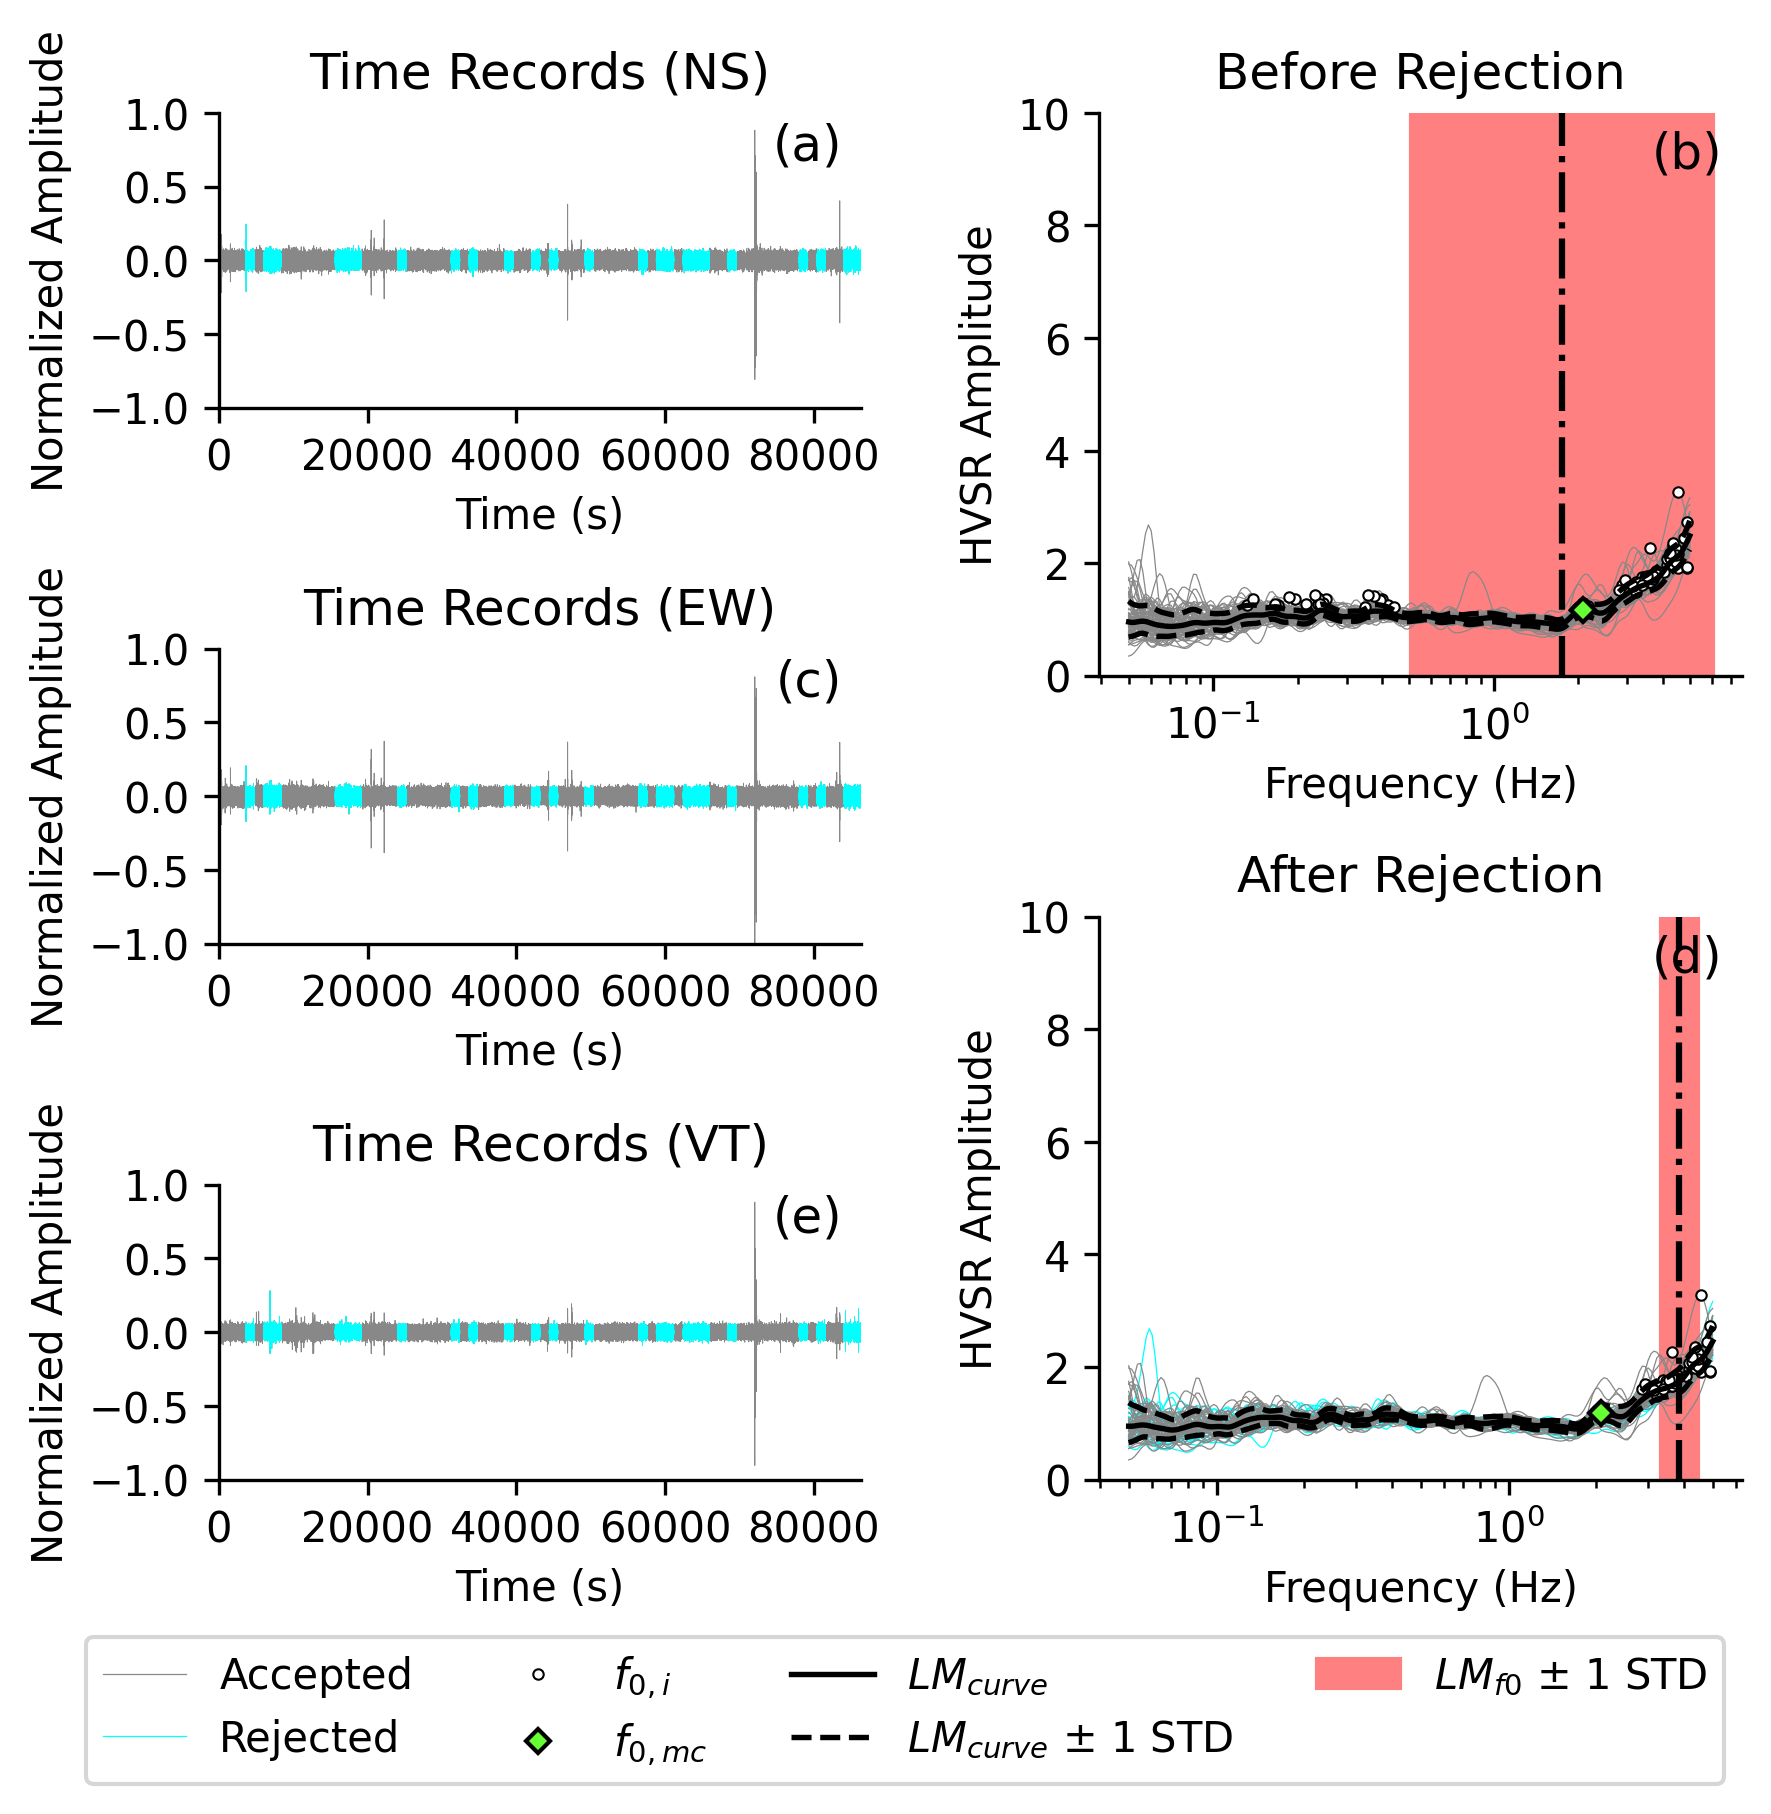 Time Records (NS)
Normalized Amplitude
1.0
0.5
0.0
−0.5
−1.0
(a)
0 20000 40000 60000 80000
Time (s)
Before Rejection
HVSR Amplitude
10
8
6
4
2
0
(b)
10⁻¹ 10⁰
Frequency (Hz)
Time Records (EW)
Normalized Amplitude
1.0
0.5
0.0
−0.5
−1.0
(c)
0 20000 40000 60000 80000
Time (s)
After Rejection
HVSR Amplitude
10
8
6
4
2
0
(d)
10⁻¹ 10⁰
Frequency (Hz)
Time Records (VT)
Normalized Amplitude
1.0
0.5
0.0
−0.5
−1.0
(e)
0 20000 40000 60000 80000
Time (s)
Accepted
Rejected
f0,i
f0,mc
LMcurve
LMcurve ± 1 STD
LMf0 ± 1 STD